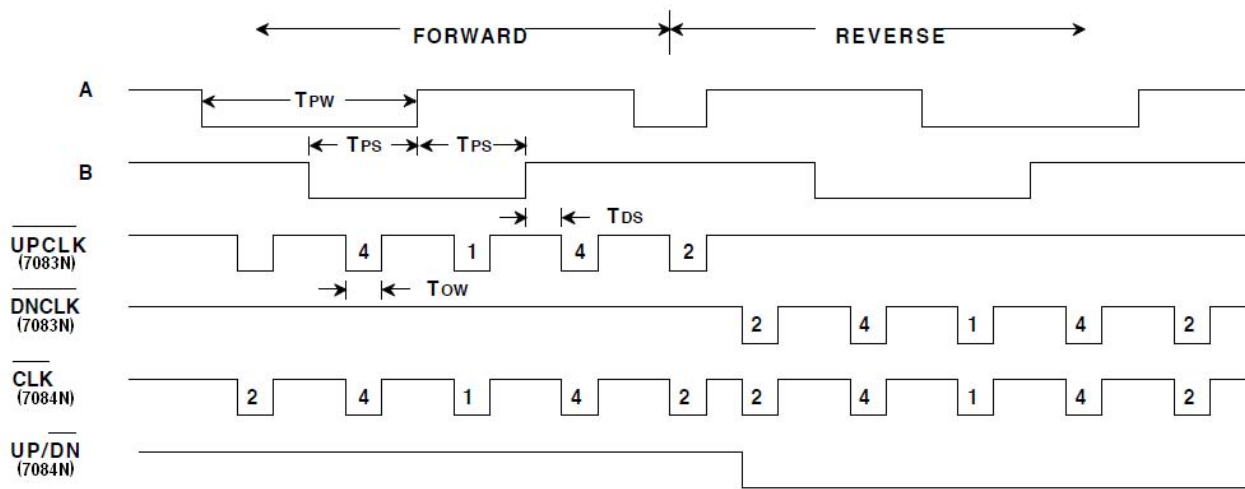 FORWARD REVERSE
A
TPW
TPS TPS
B
TDS
UPCLK 4 1 4 2
(7083N)
TOW
DNCLK 2 4 1 4 2
(7083N)
CLK 2 4 1 4 2 2 4 1 4 2
(7084N)
UP/DN
(7084N)